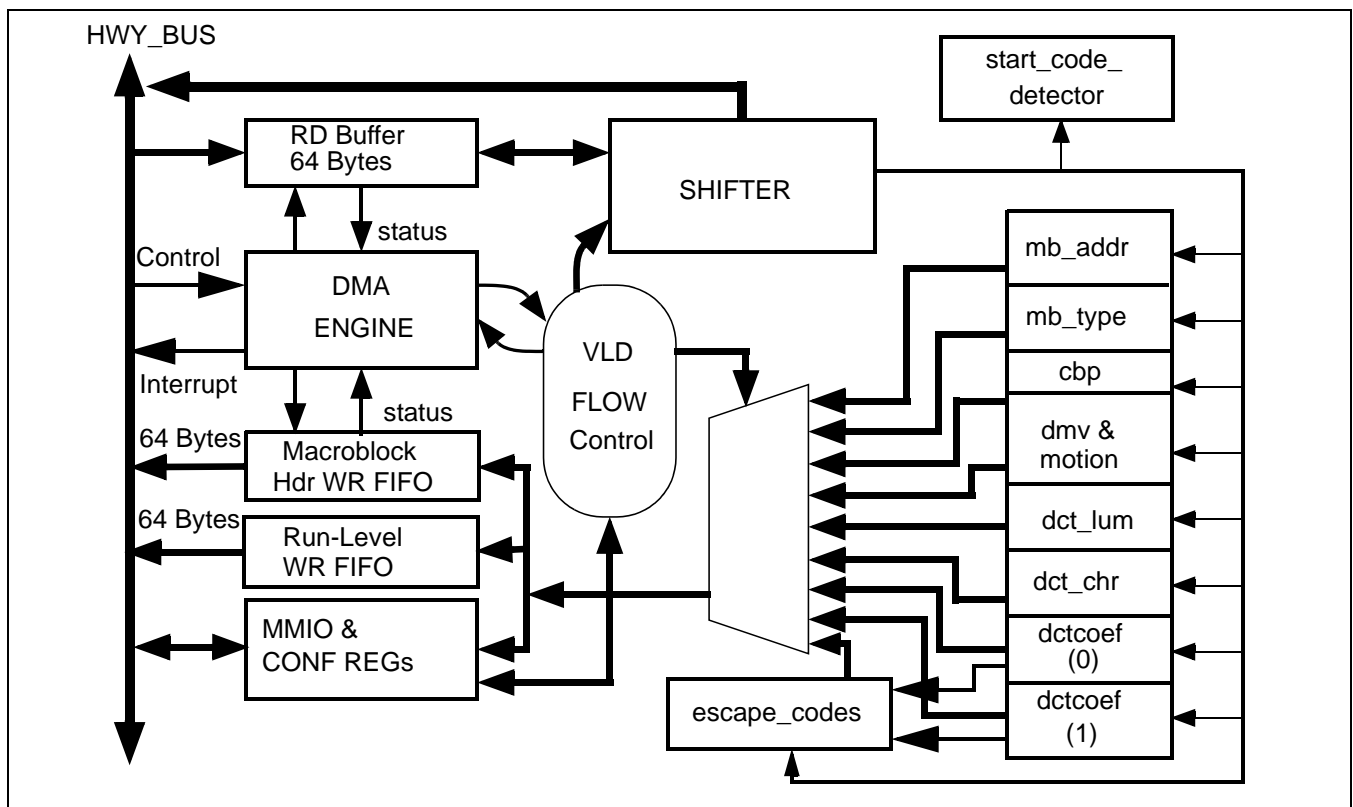 HWY_BUS
start_code_
detector
RD Buffer
64 Bytes
SHIFTER
status
Control
DMA
ENGINE
mb_addr
mb_type
VLD
FLOW
Control
cbp
Interrupt
status
dmv &
motion
64 Bytes
Macroblock
Hdr WR FIFO
dct_lum
64 Bytes
Run-Level
WR FIFO
dct_chr
MMIO &
CONF REGs
dctcoef
(0)
escape_codes
dctcoef
(1)